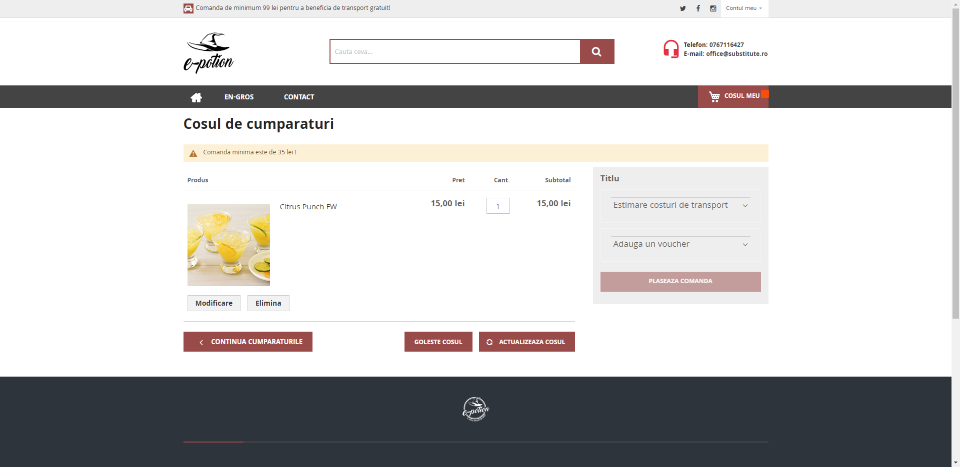 Comanda de minimum 99 lei pentru a beneficia de transport gratuit!
Contul meu
e-potion
Cauta ceva...
Telefon: 0767116427
E-mail: office@substitute.ro
EN-GROS
CONTACT
COSUL MEU
Cosul de cumparaturi
Comanda minima este de 35 lei !
Produs
Pret
Cant
Subtotal
Titlu
Citrus Punch FW
15,00 lei
1
15,00 lei
Estimare costuri de transport
Adauga un voucher
PLASEAZA COMANDA
Modificare
Elimina
CONTINUA CUMPARATURILE
GOLESTE COSUL
ACTUALIZEAZA COSUL
e-potion